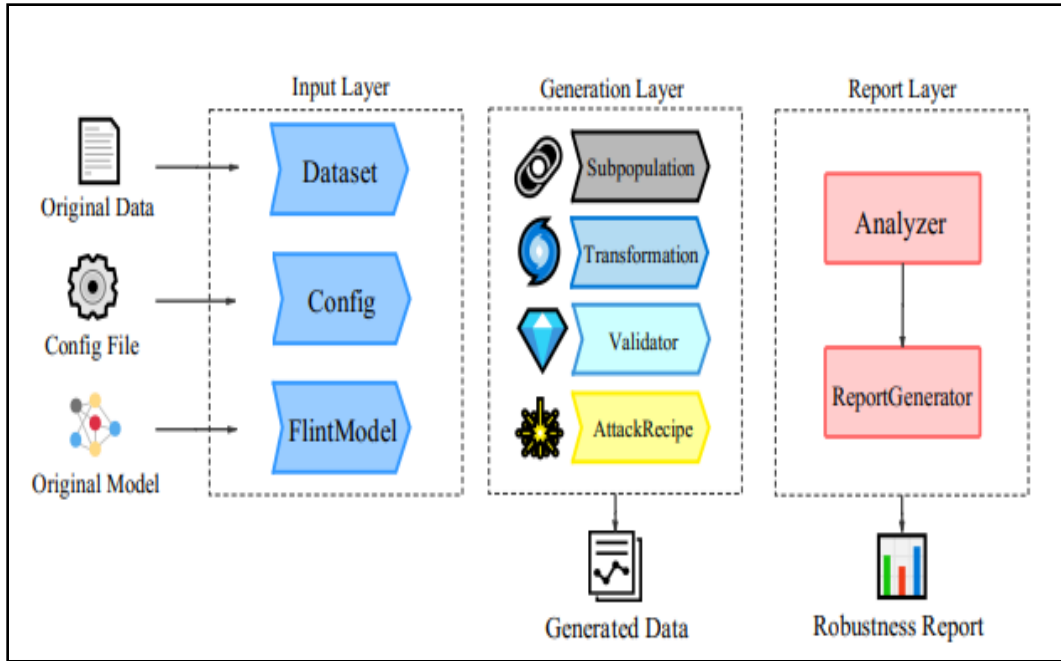 Input Layer
Generation Layer
Report Layer
Original Data
Dataset
Subpopulation
Analyzer
Transformation
Config File
Config
Validator
ReportGenerator
Original Model
FlintModel
AttackRecipe
Generated Data
Robustness Report